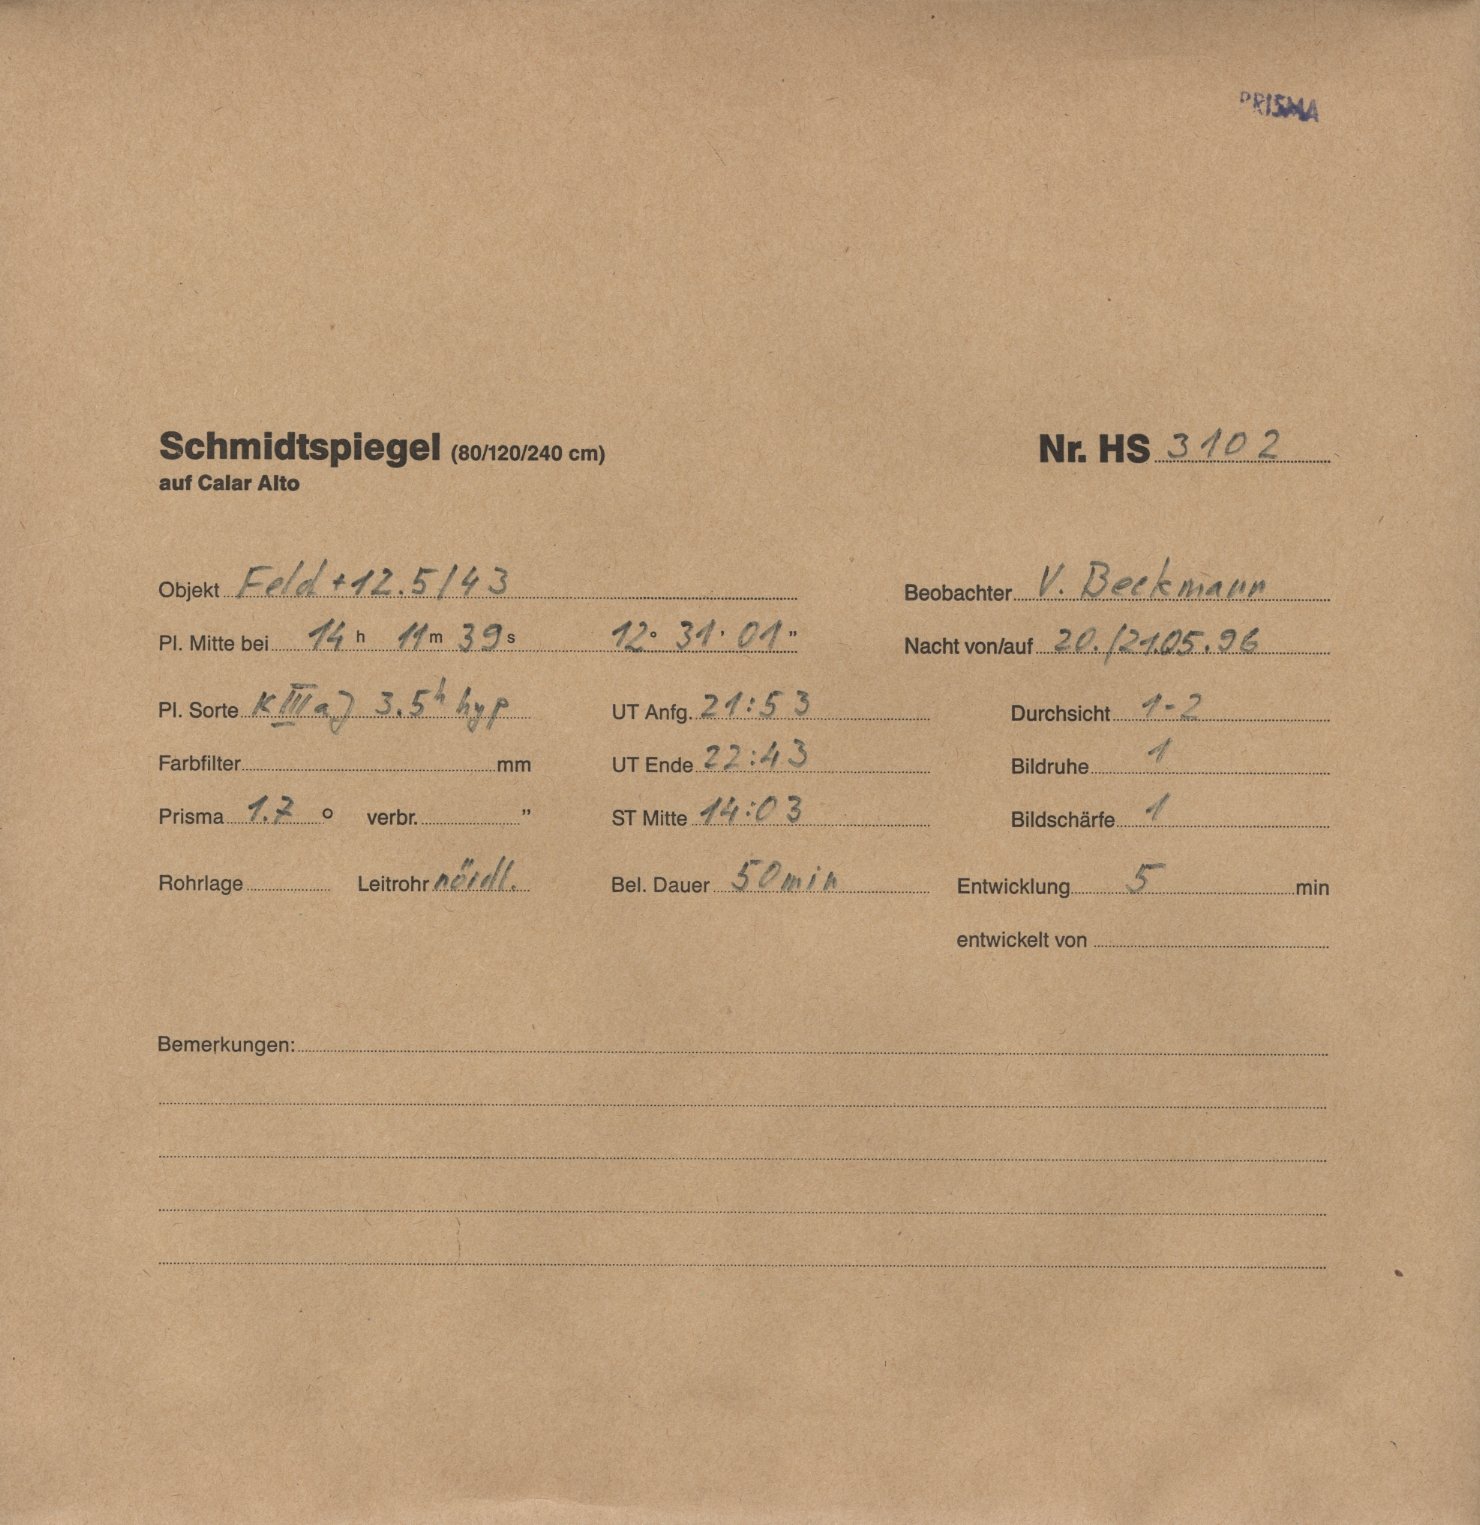 PRISMA
Schmidtspiegel (80/120/240 cm) Nr. HS 3102
auf Calar Alto
Objekt Feld +12.5/43 Beobachter V. Beckmann
Pl. Mitte bei 14 h 11 m 39 s 12° 31' 01" Nacht von/auf 20./21.05.96
Pl. Sorte KIIIaJ 3.5h hyp UT Anfg. 21:53 Durchsicht 1-2
Farbfilter mm UT Ende 22:43 Bildruhe 1
Prisma 1.7 ° verbr. " ST Mitte 14:03 Bildschärfe 1
Rohrlage Leitrohr nördl. Bel. Dauer 50min Entwicklung 5 min
entwickelt von
Bemerkungen: